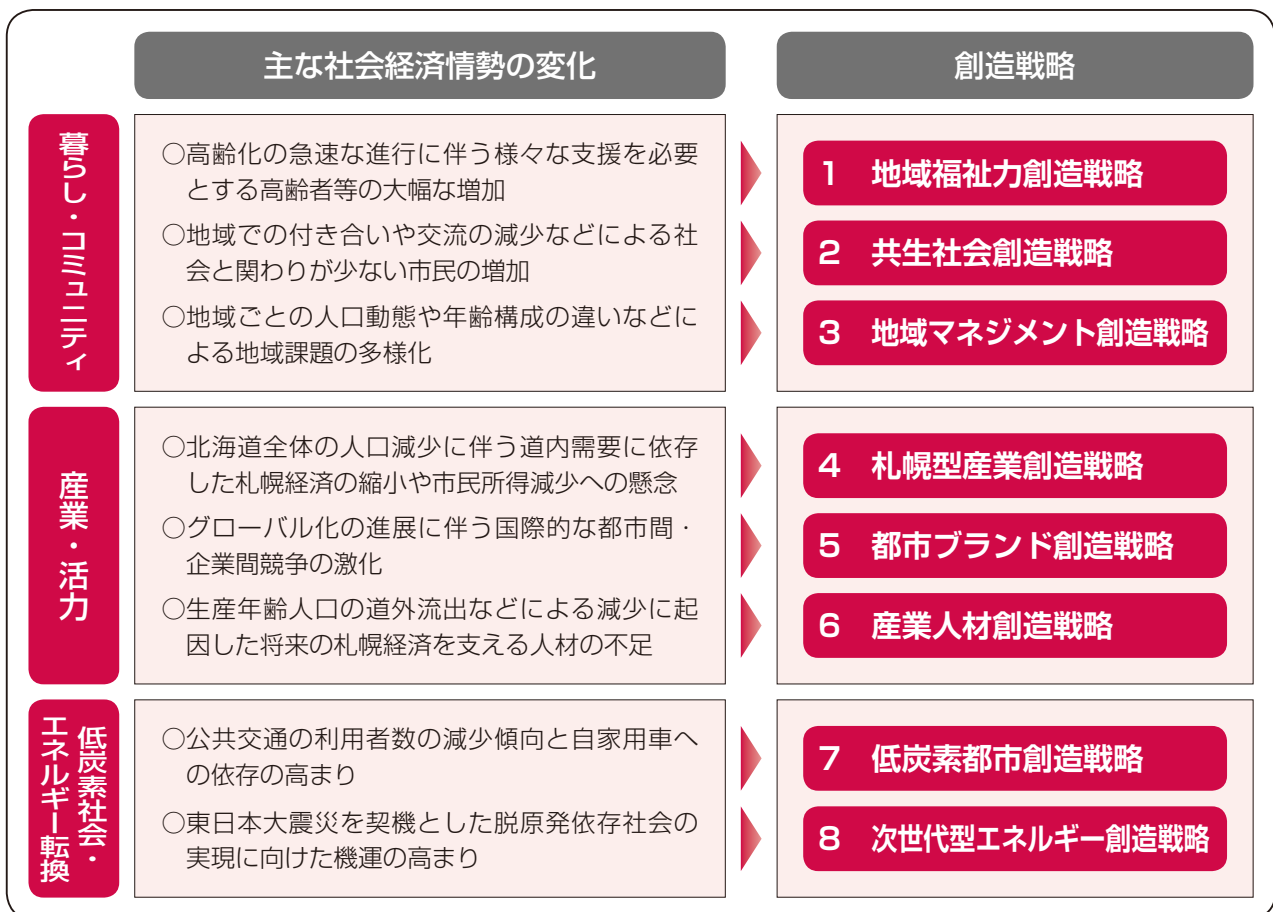 主な社会経済情勢の変化
創造戦略
暮らし・コミュニティ
○高齢化の急速な進行に伴う様々な支援を必要
とする高齢者等の大幅な増加
○地域での付き合いや交流の減少などによる社
会と関わりが少ない市民の増加
○地域ごとの人口動態や年齢構成の違いなどに
よる地域課題の多様化
1 地域福祉力創造戦略
2 共生社会創造戦略
3 地域マネジメント創造戦略
産業・活力
○北海道全体の人口減少に伴う道内需要に依存
した札幌経済の縮小や市民所得減少への懸念
○グローバル化の進展に伴う国際的な都市間・
企業間競争の激化
○生産年齢人口の道外流出などによる減少に起
因した将来の札幌経済を支える人材の不足
4 札幌型産業創造戦略
5 都市ブランド創造戦略
6 産業人材創造戦略
低炭素社会・
エネルギー転換
○公共交通の利用者数の減少傾向と自家用車へ
の依存の高まり
○東日本大震災を契機とした脱原発依存社会の
実現に向けた機運の高まり
7 低炭素都市創造戦略
8 次世代型エネルギー創造戦略